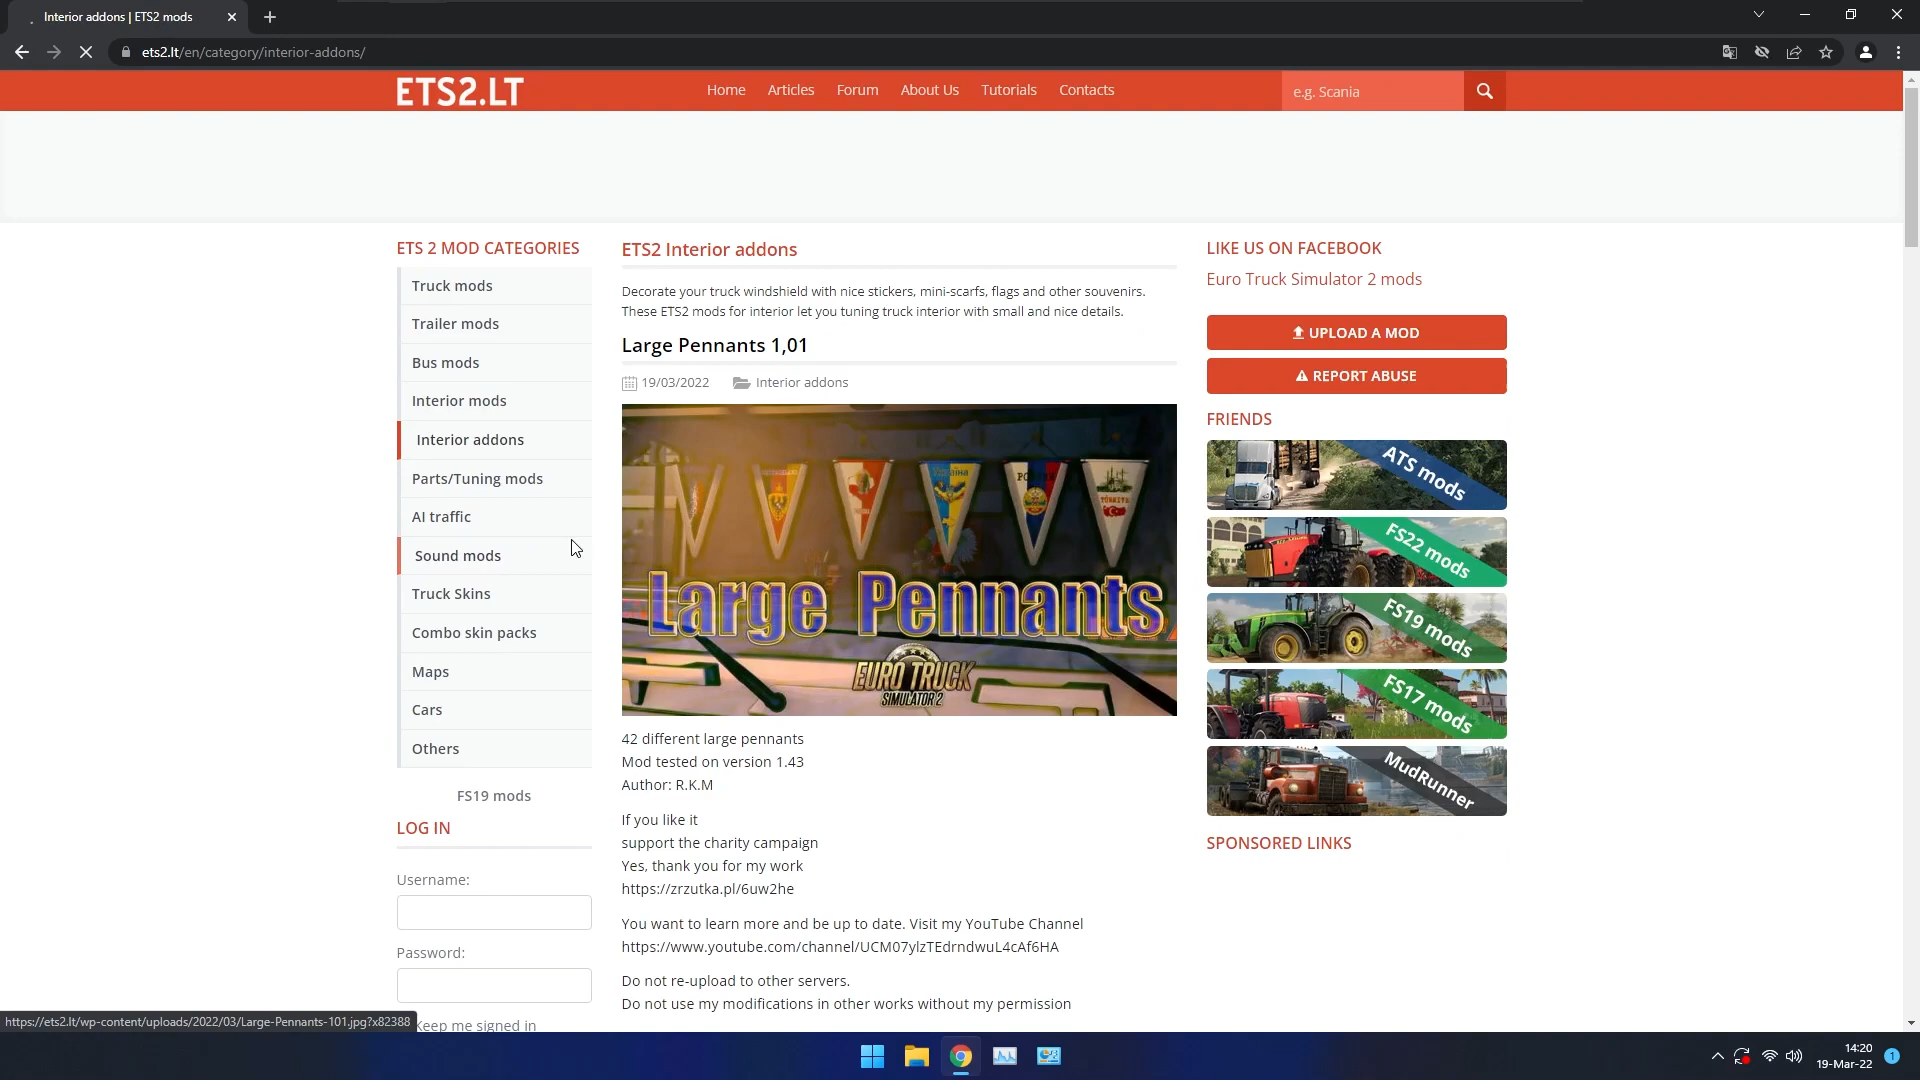 Interior addons | ETS2 mods
ets2.lt/en/category/interior-addons/
ETS2.LT
Home
Articles
Forum
About Us
Tutorials
Contacts
e.g. Scania
ETS 2 MOD CATEGORIES
Truck mods
Trailer mods
Bus mods
Interior mods
Interior addons
Parts/Tuning mods
AI traffic
Sound mods
Truck Skins
Combo skin packs
Maps
Cars
Others
FS19 mods
LOG IN
Username:
Password:
Keep me signed in
ETS2 Interior addons
Decorate your truck windshield with nice stickers, mini-scarfs, flags and other souvenirs.
These ETS2 mods for interior let you tuning truck interior with small and nice details.
Large Pennants 1,01
19/03/2022
Interior addons
Large Pennants
EURO TRUCK
SIMULATOR 2
42 different large pennants
Mod tested on version 1.43
Author: R.K.M
If you like it
support the charity campaign
Yes, thank you for my work
https://zrzutka.pl/6uw2he
You want to learn more and be up to date. Visit my YouTube Channel
https://www.youtube.com/channel/UCM07ylzTEdrndwuL4cAf6HA
Do not re-upload to other servers.
Do not use my modifications in other works without my permission
LIKE US ON FACEBOOK
Euro Truck Simulator 2 mods
UPLOAD A MOD
REPORT ABUSE
FRIENDS
ATS mods
FS22 mods
FS19 mods
FS17 mods
MudRunner
SPONSORED LINKS
https://ets2.lt/wp-content/uploads/2022/03/Large-Pennants-101.jpg?x82388
14:20
19-Mar-22
1